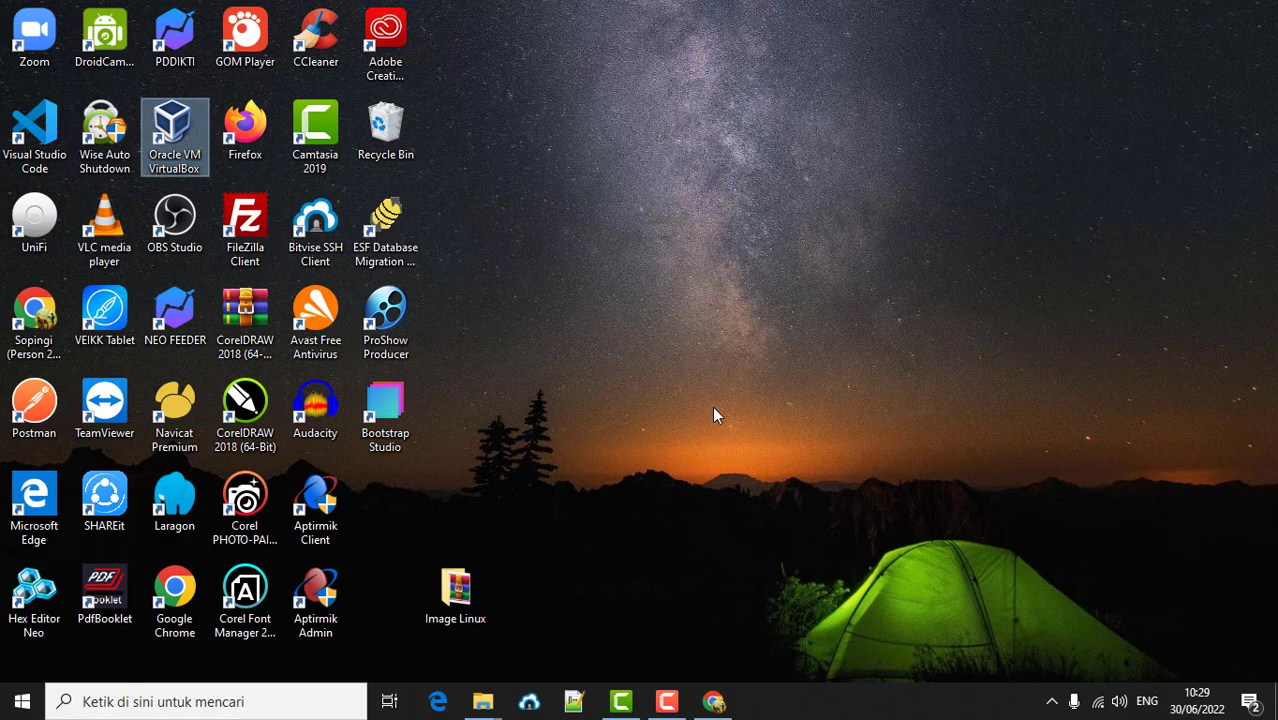 Zoom
DroidCam...
PDDIKTI
GOM Player
CCleaner
Adobe
Creati...
Visual Studio
Code
Wise Auto
Shutdown
Oracle VM
VirtualBox
Firefox
Camtasia
2019
Recycle Bin
UniFi
VLC media
player
OBS Studio
FileZilla
Client
Bitvise SSH
Client
ESF Database
Migration ...
Sopingi
(Person 2...
VEIKK Tablet
NEO FEEDER
CorelDRAW
2018 (64-...
Avast Free
Antivirus
ProShow
Producer
Postman
TeamViewer
Navicat
Premium
CorelDRAW
2018 (64-Bit)
Audacity
Bootstrap
Studio
Microsoft
Edge
SHAREit
Laragon
Corel
PHOTO-PAI...
Aptirmik
Client
Hex Editor
Neo
PDF
ooklet
PdfBooklet
Google
Chrome
Corel Font
Manager 2...
Aptirmik
Admin
Image Linux
Ketik di sini untuk mencari
ENG
10:29
30/06/2022
2